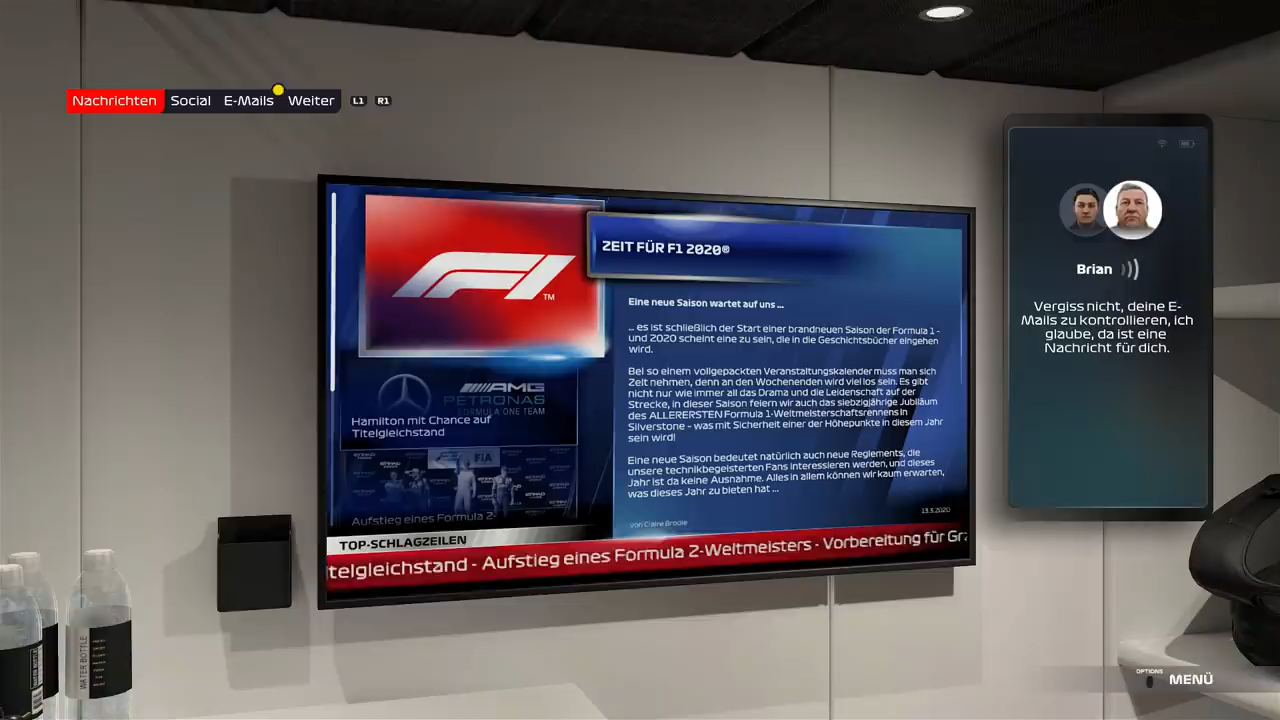 Nachrichten Social E-Mails Weiter L1 R1
ZEIT FÜR F1 2020®
F1 TM
Eine neue Saison wartet auf uns ...
... es ist schließlich der Start einer brandneuen Saison der Formula 1 -
und 2020 scheint eine zu sein, die in die Geschichtsbücher eingehen
wird.
Bei so einem vollgepackten Veranstaltungskalender muss man sich
Zeit nehmen, denn an den Wochenenden wird viel los sein. Es gibt
nicht nur wie immer all das Drama und die Leidenschaft auf der
Strecke, in dieser Saison feiern wir auch das siebzigjährige Jubiläum
des ALLERERSTEN Formula 1-Weltmeisterschaftsrennens in
Silverstone - was mit Sicherheit einer der Höhepunkte in diesem Jahr
sein wird!
Eine neue Saison bedeutet natürlich auch neue Reglements, die
unsere technikbegeisterten Fans interessieren werden, und dieses
Jahr ist da keine Ausnahme. Alles in allem können wir kaum erwarten,
was dieses Jahr zu bieten hat ...
13.3.2020
von Claire Brodie
AMG
PETRONAS
FORMULA ONE TEAM
Hamilton mit Chance auf
Titelgleichstand
FIA
Aufstieg eines Formula 2-
TOP-SCHLAGZEILEN
telgleichstand - Aufstieg eines Formula 2-Weltmeisters - Vorbereitung für Gra
Brian
Vergiss nicht, deine E-
Mails zu kontrollieren, ich
glaube, da ist eine
Nachricht für dich.
WATER BOTTLE
OPTIONS
MENÜ